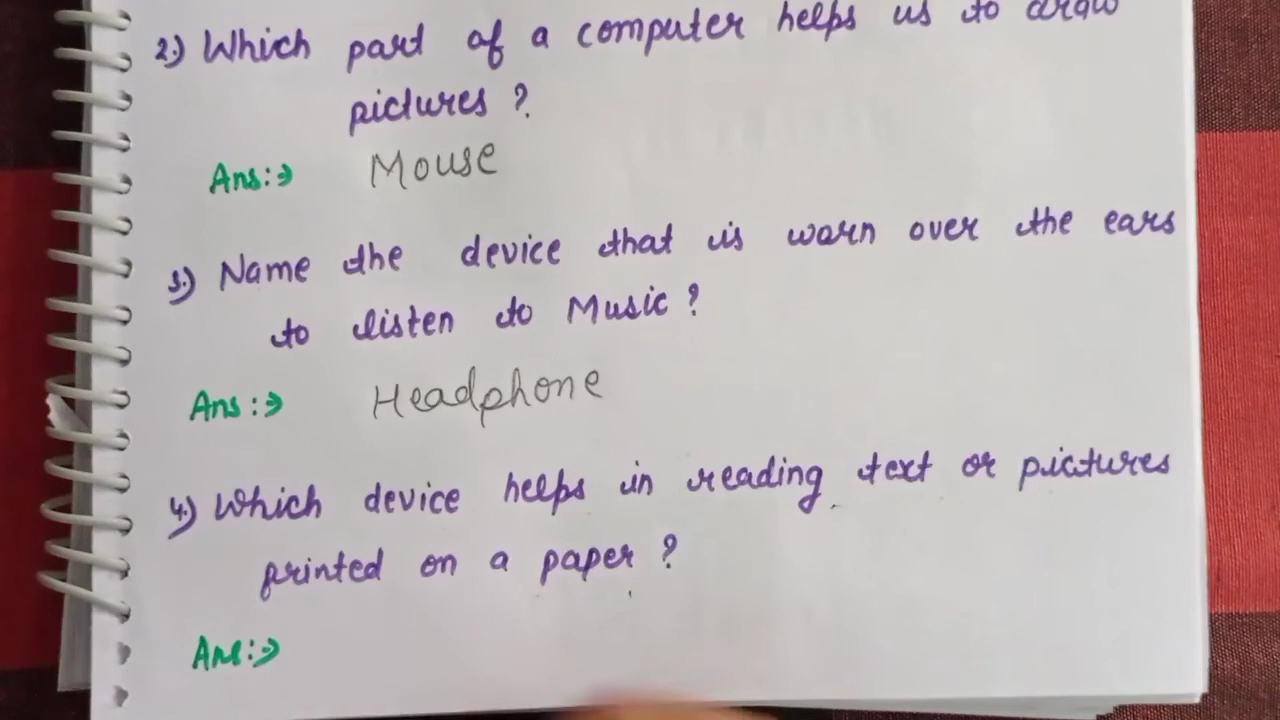 2.) Which part of a computer helps us to draw
pictures ?
Ans:→ Mouse
3.) Name the device that is worn over the ears
to listen to Music ?
Ans:→ Headphone
4.) Which device helps in reading text or pictures
printed on a paper ?
Ans:→